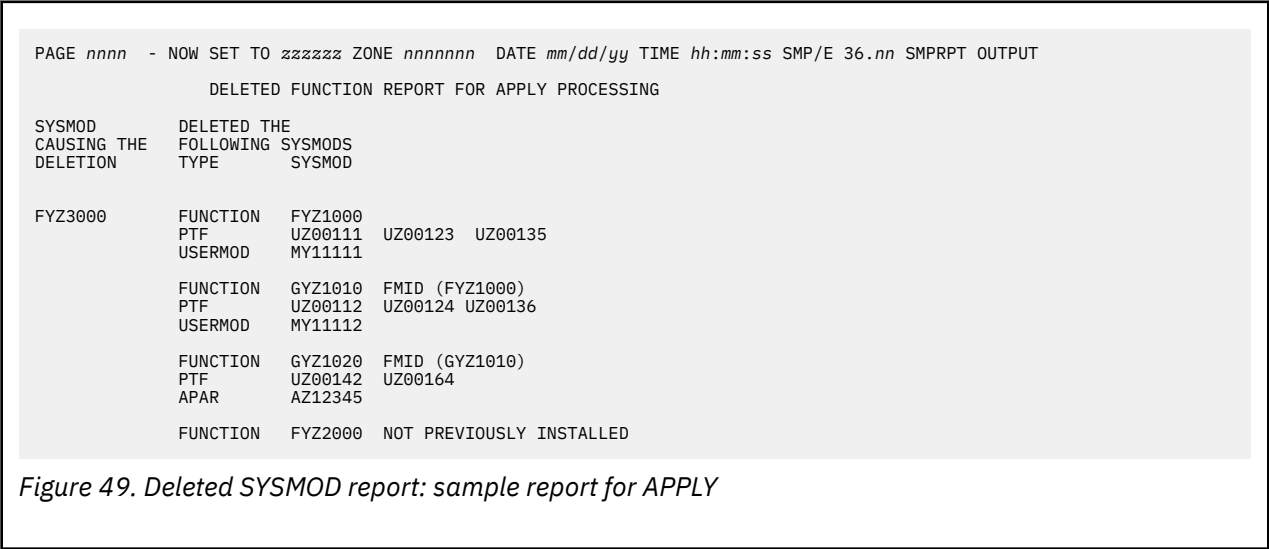 PAGE nnnn - NOW SET TO zzzzzz ZONE nnnnnnn DATE mm/dd/yy TIME hh:mm:ss SMP/E 36.nn SMPRPT OUTPUT
DELETED FUNCTION REPORT FOR APPLY PROCESSING
SYSMOD DELETED THE
CAUSING THE FOLLOWING SYSMODS
DELETION TYPE SYSMOD
FYZ3000 FUNCTION FYZ1000
PTF UZ00111 UZ00123 UZ00135
USERMOD MY11111
FUNCTION GYZ1010 FMID (FYZ1000)
PTF UZ00112 UZ00124 UZ00136
USERMOD MY11112
FUNCTION GYZ1020 FMID (GYZ1010)
PTF UZ00142 UZ00164
APAR AZ12345
FUNCTION FYZ2000 NOT PREVIOUSLY INSTALLED
Figure 49. Deleted SYSMOD report: sample report for APPLY